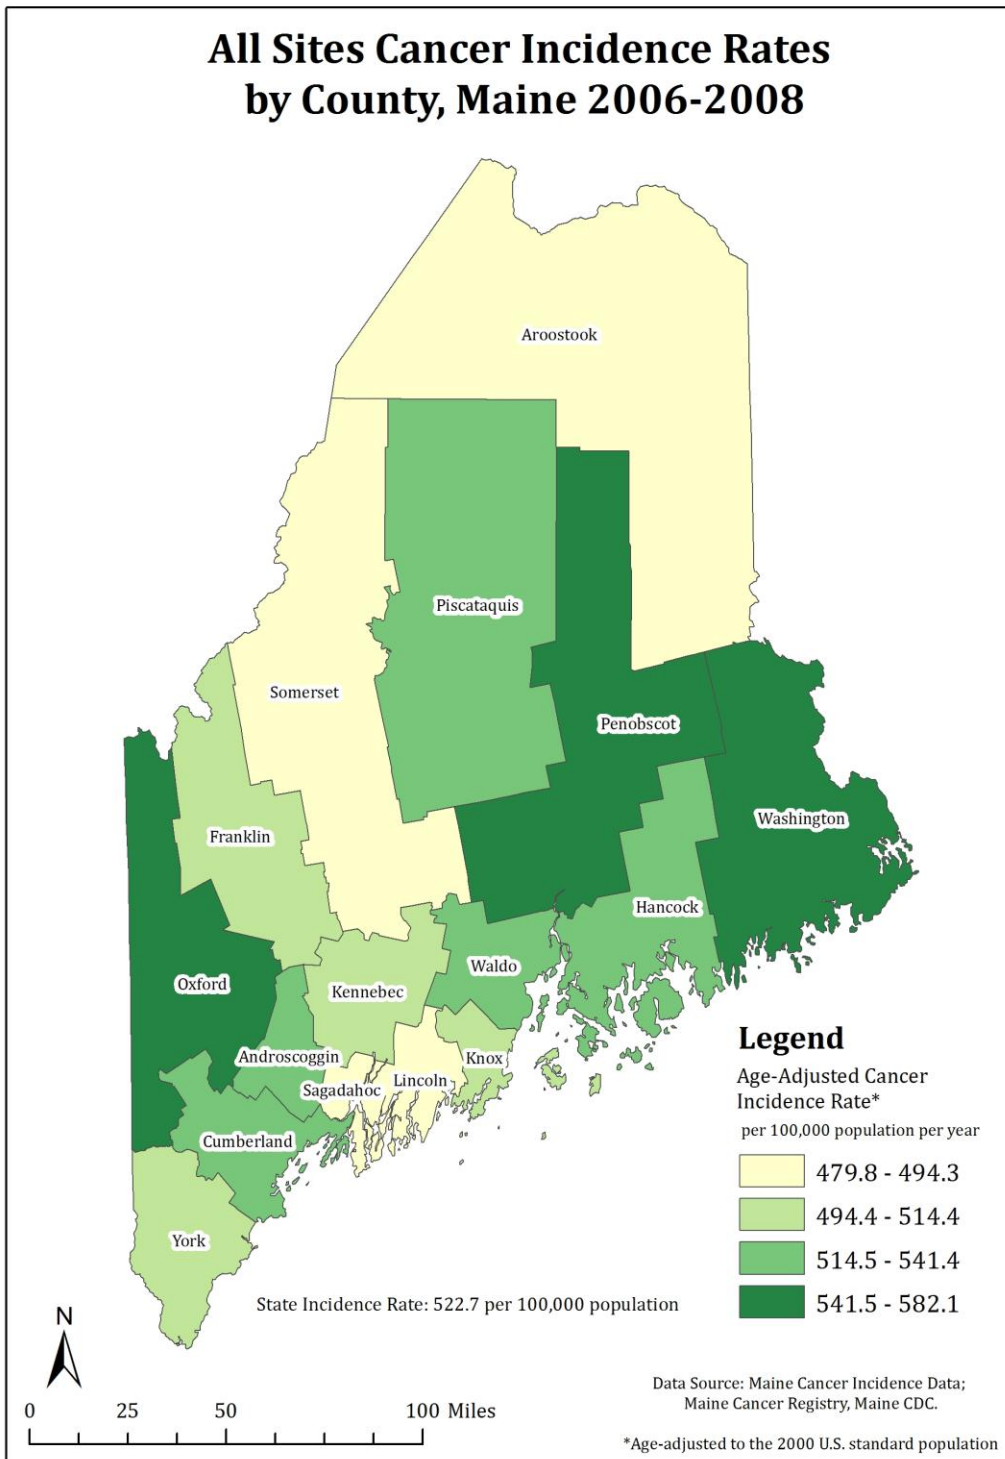 All Sites Cancer Incidence Rates
by County, Maine 2006-2008
Aroostook
Piscataquis
Somerset
Penobscot
Washington
Franklin
Hancock
Waldo
Oxford
Kennebec
Androscoggin
Knox
Lincoln
Sagadahoc
Cumberland
York
Legend
Age-Adjusted Cancer
Incidence Rate*
per 100,000 population per year
479.8 - 494.3
494.4 - 514.4
514.5 - 541.4
541.5 - 582.1
State Incidence Rate: 522.7 per 100,000 population
N
0 25 50 100 Miles
Data Source: Maine Cancer Incidence Data;
Maine Cancer Registry, Maine CDC.
*Age-adjusted to the 2000 U.S. standard population